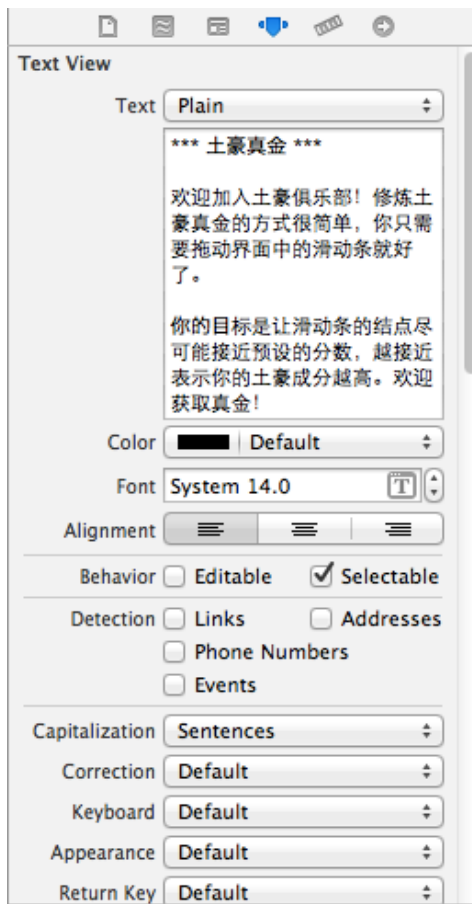 Text View
Text Plain
*** 土豪真金 ***
欢迎加入土豪俱乐部！修炼土
豪真金的方式很简单，你只需
要拖动界面中的滑动条就好
了。
你的目标是让滑动条的结点尽
可能接近预设的分数，越接近
表示你的土豪成分越高。欢迎
获取真金！
Color Default
Font System 14.0 T
Alignment
Behavior Editable Selectable
Detection Links Addresses
Phone Numbers
Events
Capitalization Sentences
Correction Default
Keyboard Default
Appearance Default
Return Key Default